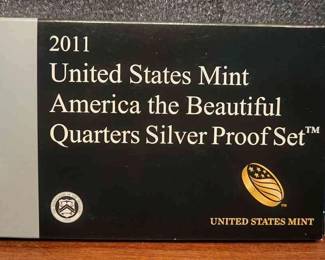 2011
United States Mint
America the Beautiful
Quarters Silver Proof Set™
UNITED STATES MINT